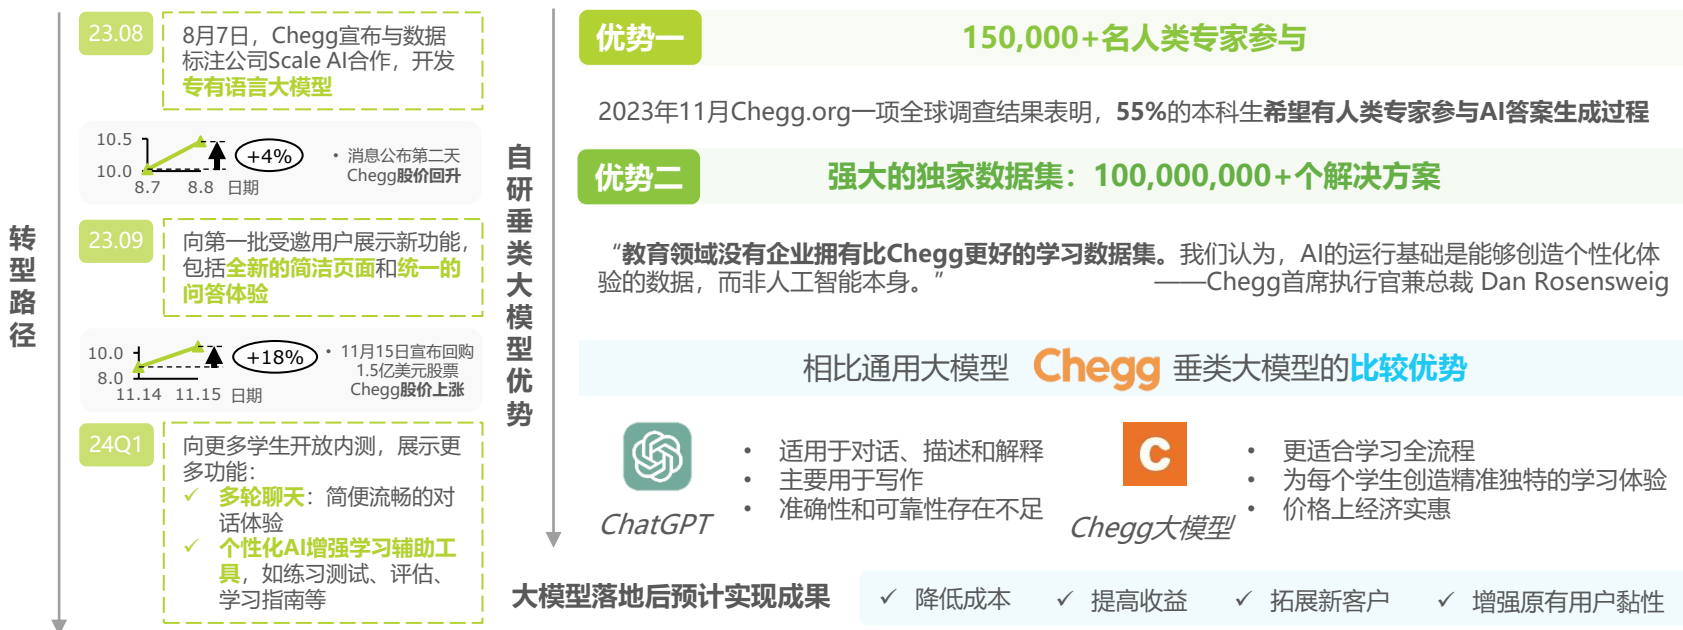 转型路径
23.08
8月7日，Chegg宣布与数据
标注公司Scale AI合作，开发
专有语言大模型
10.5
10.0
8.7
8.8
日期
+4%
• 消息公布第二天
Chegg股价回升
23.09
向第一批受邀用户展示新功能，
包括全新的简洁页面和统一的
问答体验
10.0
8.0
11.14
11.15
日期
+18%
• 11月15日宣布回购
1.5亿美元股票
Chegg股价上涨
24Q1
向更多学生开放内测，展示更
多功能：
✓ 多轮聊天：简便流畅的对
话体验
✓ 个性化AI增强学习辅助工
具，如练习测试、评估、
学习指南等
自研垂类大模型优势
优势一
150,000+名人类专家参与
2023年11月Chegg.org一项全球调查结果表明，55%的本科生希望有人类专家参与AI答案生成过程
优势二
强大的独家数据集：100,000,000+个解决方案
“教育领域没有企业拥有比Chegg更好的学习数据集。我们认为，AI的运行基础是能够创造个性化体
验的数据，而非人工智能本身。” ——Chegg首席执行官兼总裁 Dan Rosensweig
相比通用大模型 Chegg 垂类大模型的比较优势
ChatGPT
• 适用于对话、描述和解释
• 主要用于写作
• 准确性和可靠性存在不足
C
Chegg大模型
• 更适合学习全流程
• 为每个学生创造精准独特的学习体验
• 价格上经济实惠
大模型落地后预计实现成果
✓ 降低成本
✓ 提高收益
✓ 拓展新客户
✓ 增强原有用户黏性